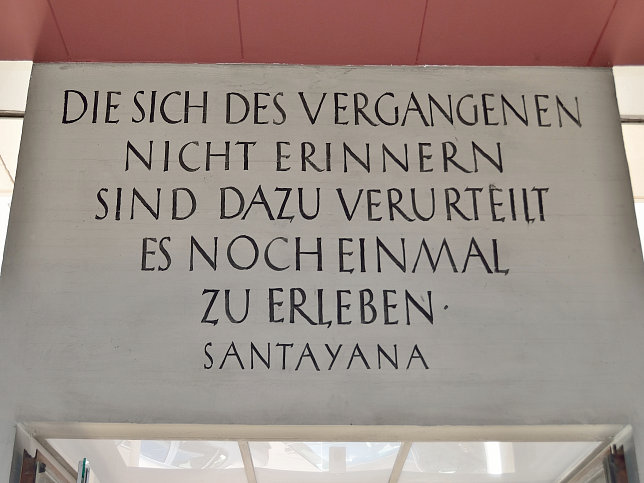 DIE SICH DES VERGANGENEN
NICHT ERINNERN
SIND DAZU VERURTEILT
ES NOCH EINMAL
ZU ERLEBEN ·
SANTAYANA